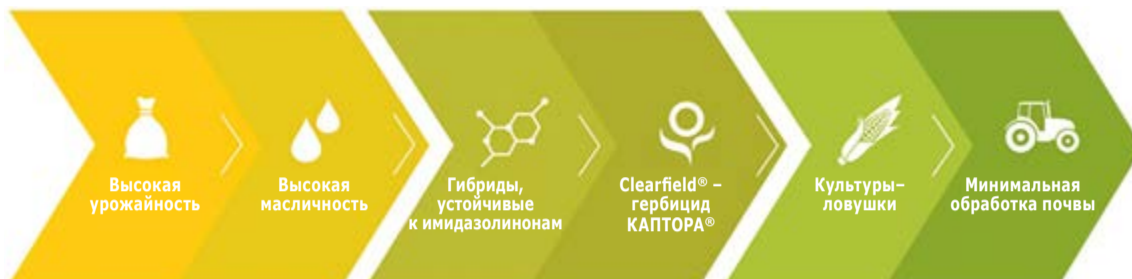 Высокая
урожайность
Высокая
масличность
Гибриды,
устойчивые
к имидазолинонам
Clearfield® –
гербицид
КАПТОРА®
Культуры–
ловушки
Минимальная
обработка почвы